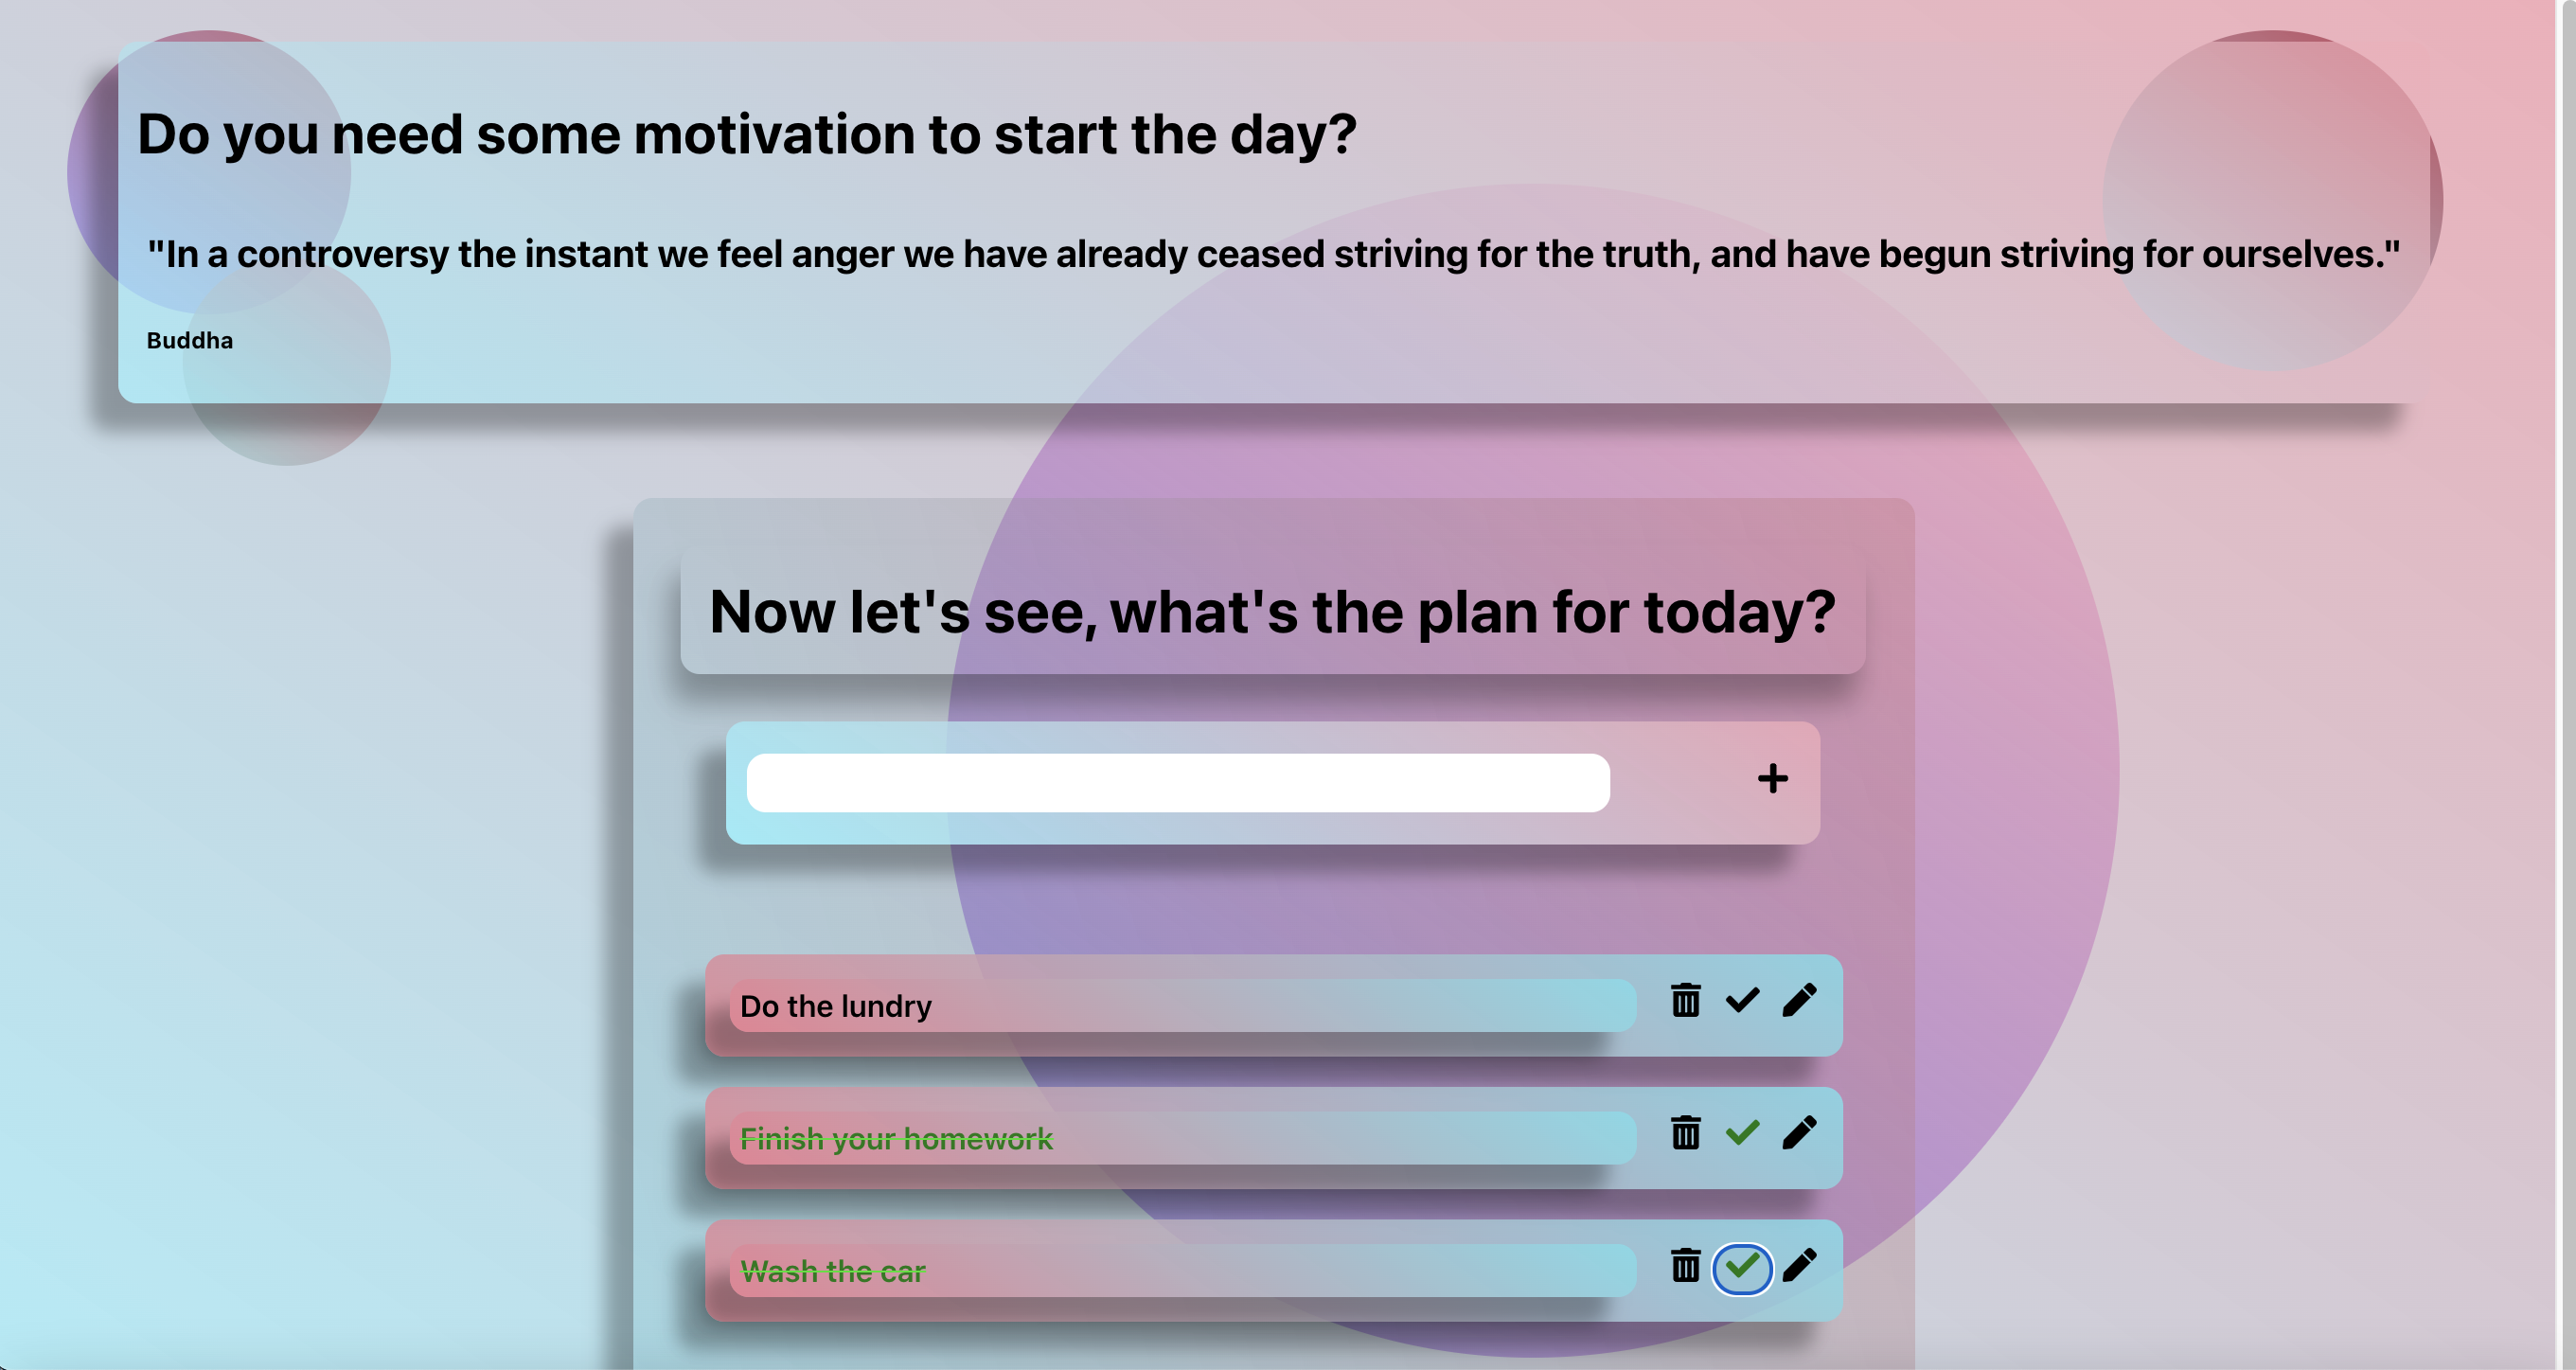 Do you need some motivation to start the day?
"In a controversy the instant we feel anger we have already ceased striving for the truth, and have begun striving for ourselves."
Buddha
Now let's see, what's the plan for today?
Do the lundry
Finish your homework
Wash the car